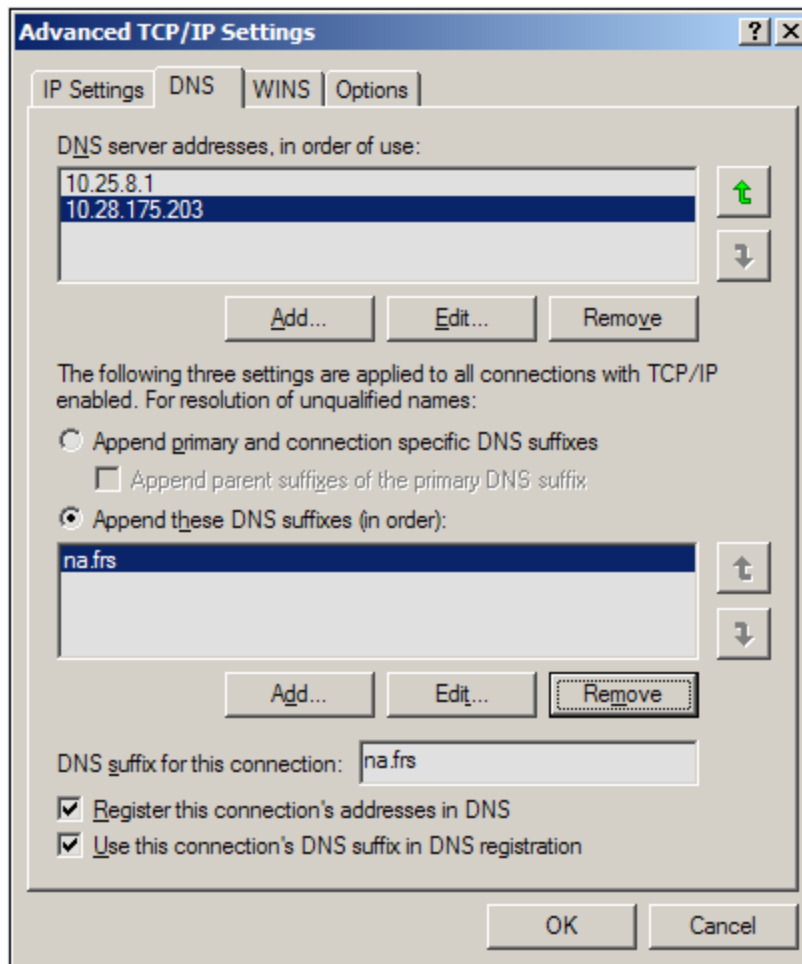 Advanced TCP/IP Settings
IP Settings DNS WINS Options
DNS server addresses, in order of use:
10.25.8.1
10.28.175.203
Add... Edit... Remove
The following three settings are applied to all connections with TCP/IP
enabled. For resolution of unqualified names:
Append primary and connection specific DNS suffixes
Append parent suffixes of the primary DNS suffix
Append these DNS suffixes (in order):
na.frs
Add... Edit... Remove
DNS suffix for this connection: na.frs
Register this connection's addresses in DNS
Use this connection's DNS suffix in DNS registration
OK Cancel